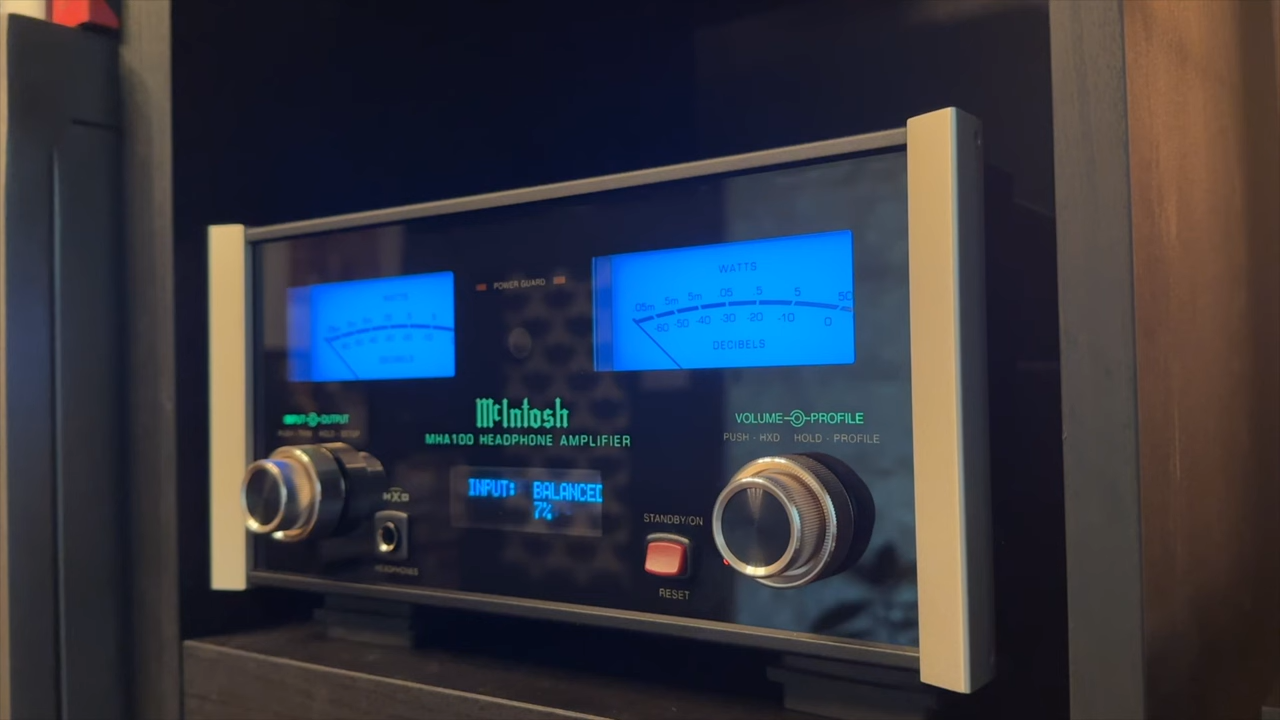 WATTS
DECIBELS
POWER GUARD
WATTS
.05m .5m 5m .05 .5 5 50
-60 -50 -40 -30 -20 -10 0
DECIBELS
INPUT OUTPUT
McIntosh
MHA100 HEADPHONE AMPLIFIER
VOLUME PROFILE
PUSH - HXD HOLD - PROFILE
INPUT: BALANCED
7%
HXD
HEADPHONES
STANDBY/ON
RESET